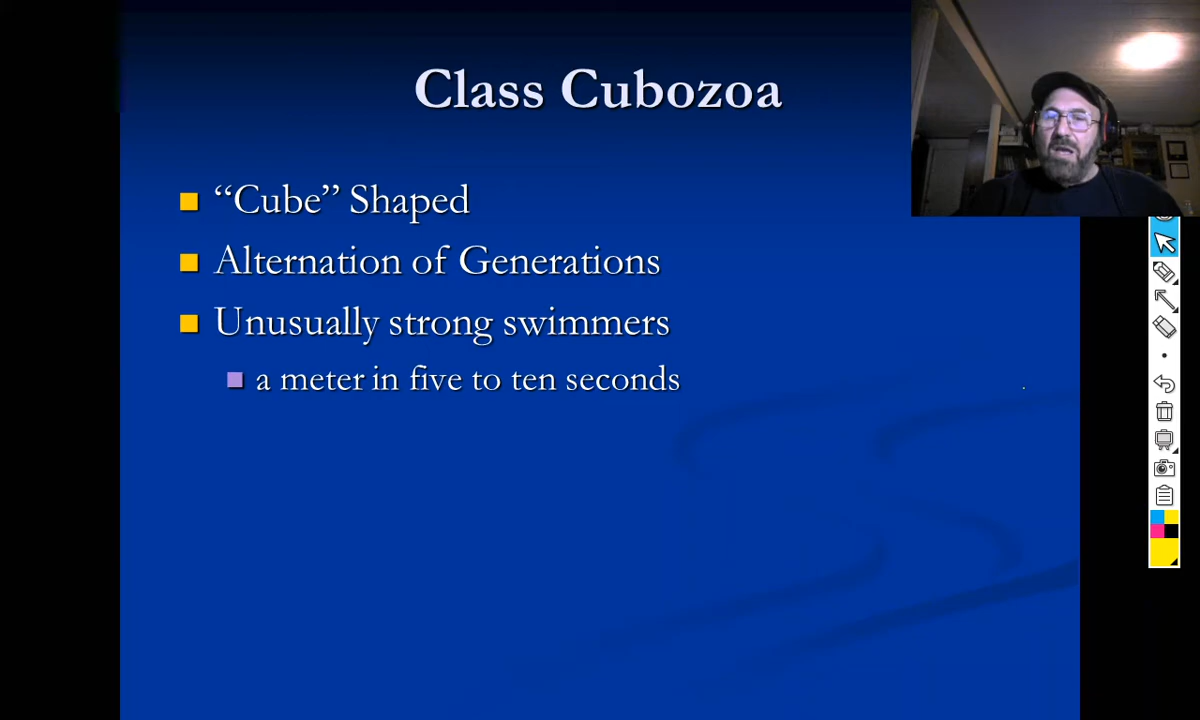 Class Cubozoa
“Cube” Shaped
Alternation of Generations
Unusually strong swimmers
a meter in five to ten seconds